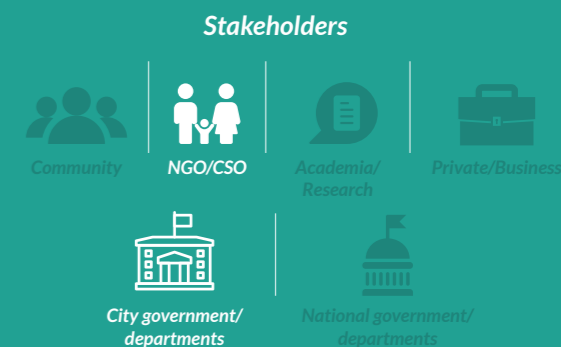 Stakeholders
Community
NGO/CSO
Academia/
Research
Private/Business
City government/
departments
National government/
departments